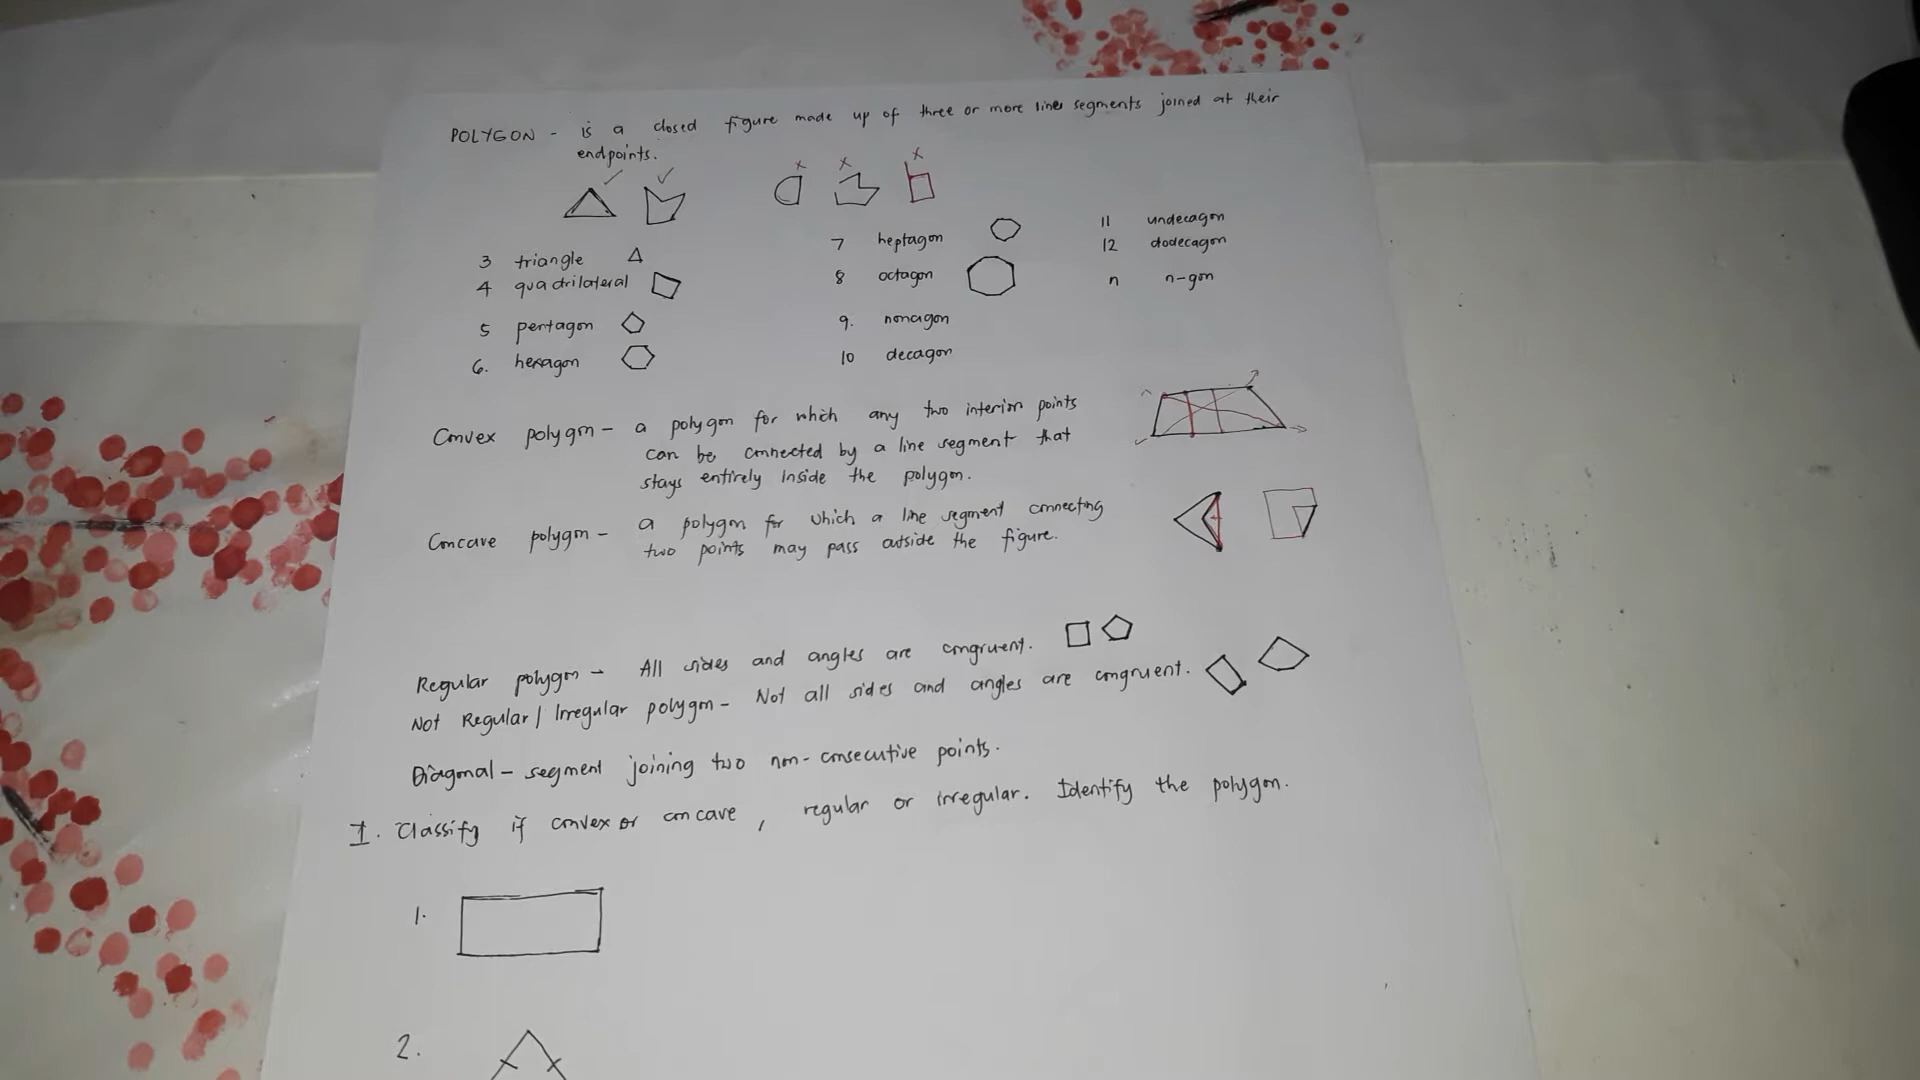 POLYGON - is a closed figure made up of three or more line segments joined at their
endpoints.
3 triangle
4 quadrilateral
5 pentagon
6. hexagon
7 heptagon
8 octagon
9. nonagon
10 decagon
11 undecagon
12 dodecagon
n n-gon
Convex polygon - a polygon for which any two interior points
can be connected by a line segment that
stays entirely inside the polygon.
Concave polygon - a polygon for which a line segment connecting
two points may pass outside the figure.
Regular polygon - All sides and angles are congruent.
Not Regular / Irregular polygon - Not all sides and angles are congruent.
Diagonal - segment joining two non-consecutive points.
I. Classify if convex or concave, regular or irregular. Identify the polygon.
1.
2.